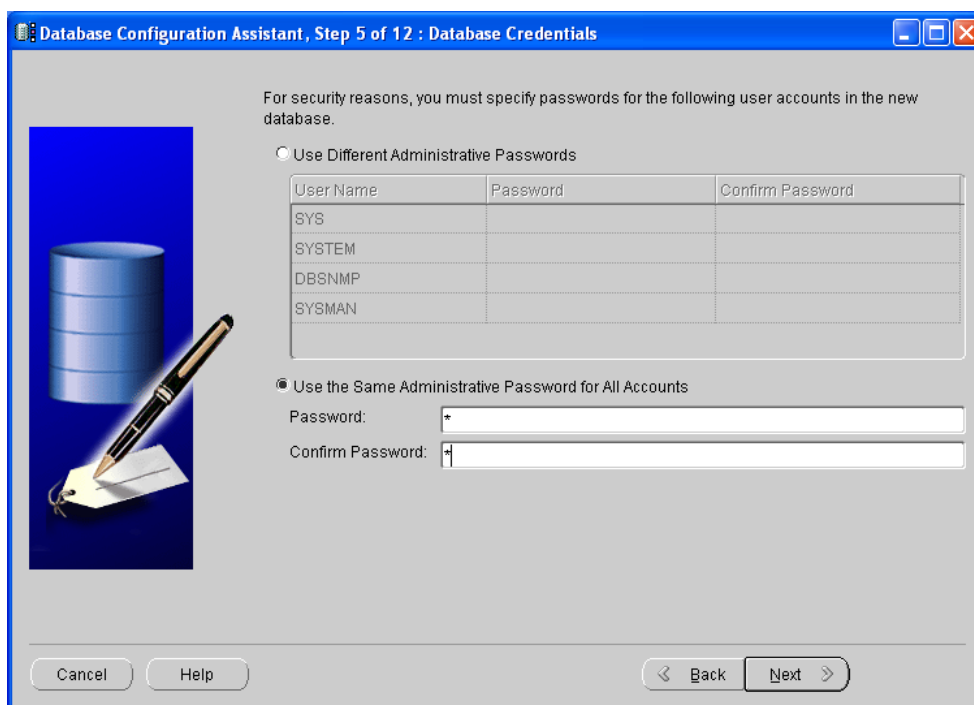 Database Configuration Assistant, Step 5 of 12 : Database Credentials
For security reasons, you must specify passwords for the following user accounts in the new
database.
Use Different Administrative Passwords
User Name Password Confirm Password
SYS
SYSTEM
DBSNMP
SYSMAN
Use the Same Administrative Password for All Accounts
Password: *
Confirm Password: *
Cancel Help Back Next